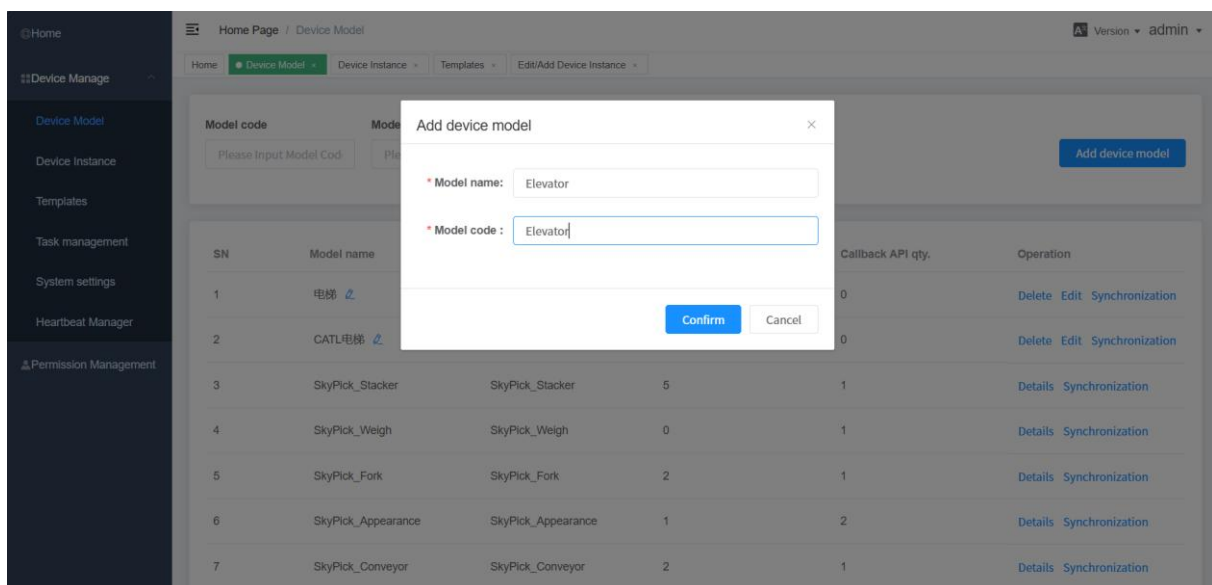 Home
Home Page / Device Model
Version
admin
Device Manage
Home
Device Model ×
Device Instance ×
Templates ×
Edit/Add Device Instance ×
Device Model
Device Instance
Templates
Task management
System settings
Heartbeat Manager
Permission Management
Model code
Please Input Model Cod
Add device model
Add device model
×
* Model name: Elevator
* Model code : Elevator
Confirm
Cancel
SN Model name Callback API qty. Operation
1 电梯 0 Delete Edit Synchronization
2 CATL电梯 0 Delete Edit Synchronization
3 SkyPick_Stacker SkyPick_Stacker 5 1 Details Synchronization
4 SkyPick_Weigh SkyPick_Weigh 0 1 Details Synchronization
5 SkyPick_Fork SkyPick_Fork 2 1 Details Synchronization
6 SkyPick_Appearance SkyPick_Appearance 1 2 Details Synchronization
7 SkyPick_Conveyor SkyPick_Conveyor 2 1 Details Synchronization